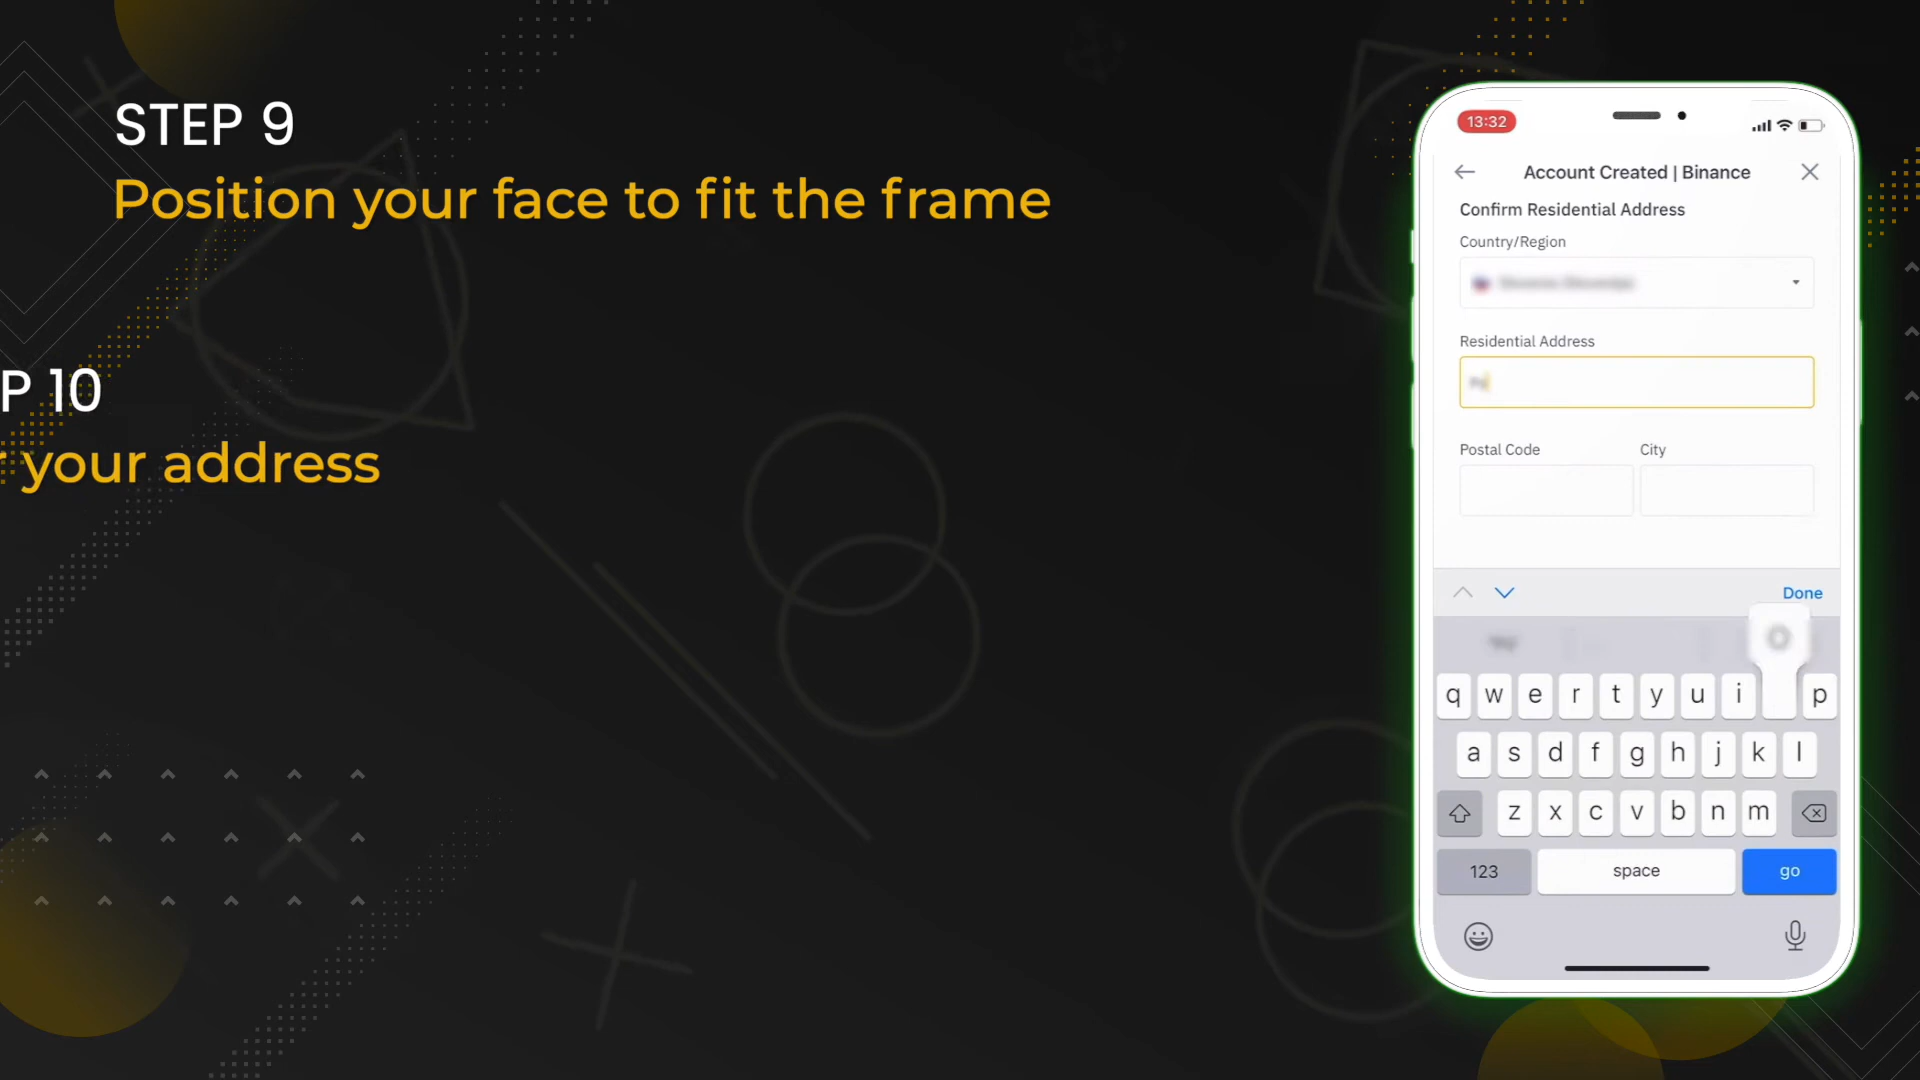 STEP 9
Position your face to fit the frame
P 10
r your address
13:32
Account Created | Binance
Confirm Residential Address
Country/Region
Residential Address
Postal Code
City
Done
q w e r t y u i p
a s d f g h j k l
z x c v b n m
123
space
go